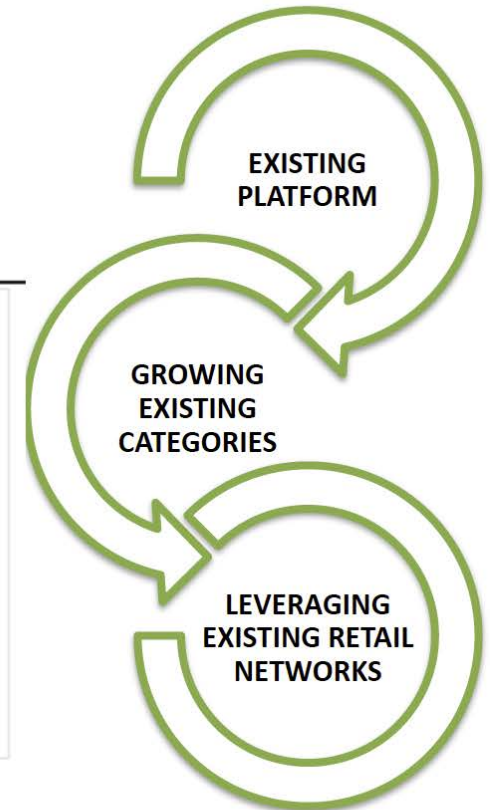 EXISTING
PLATFORM
GROWING
EXISTING
CATEGORIES
LEVERAGING
EXISTING RETAIL
NETWORKS